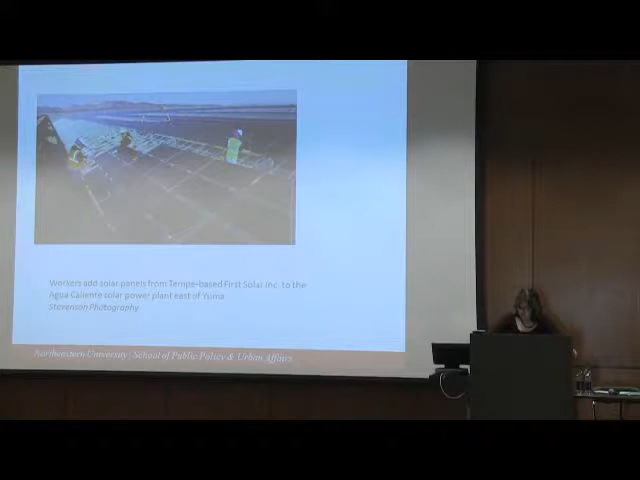 Workers add solar panels from Tempe-based First Solar Inc. to the
Agua Caliente solar power plant east of Yuma
Stevenson Photography
Northeastern University | School of Public Policy & Urban Affairs